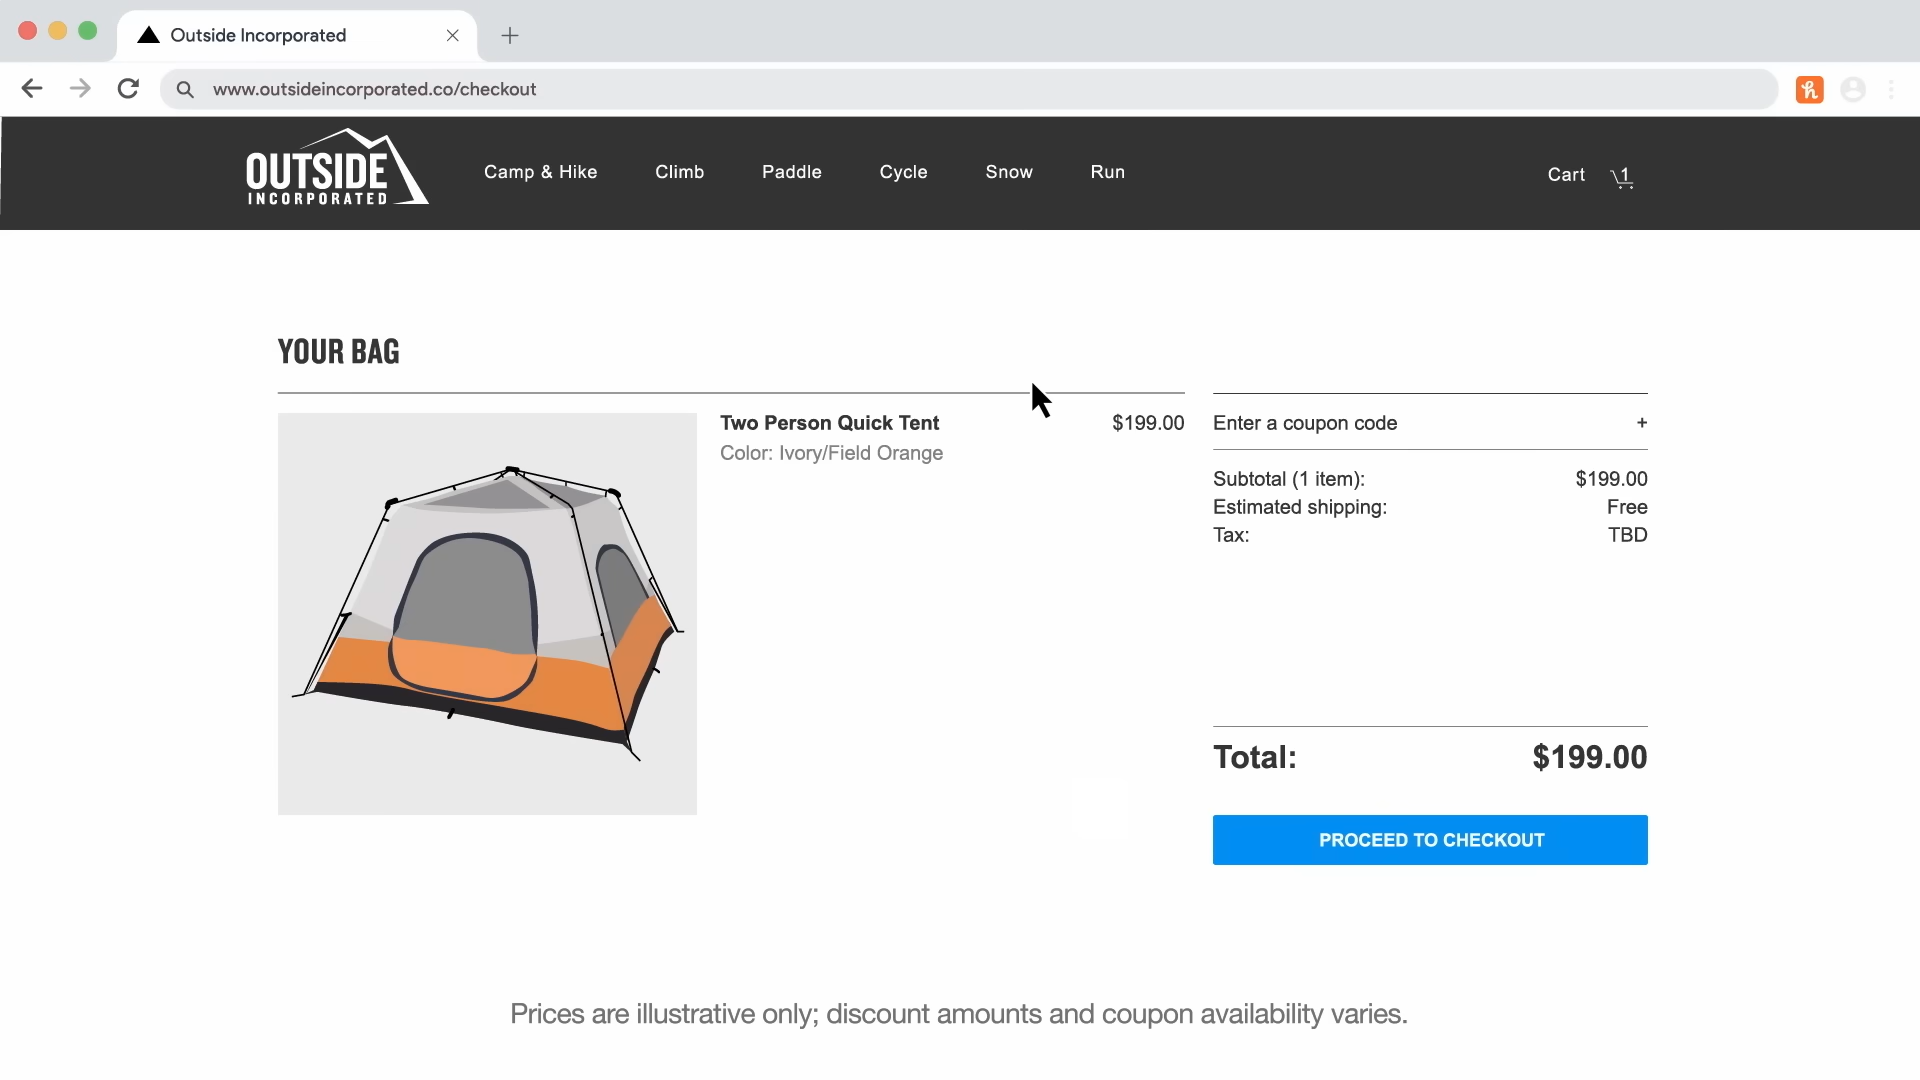 Outside Incorporated
www.outsideincorporated.co/checkout
OUTSIDE
INCORPORATED
Camp & Hike
Climb
Paddle
Cycle
Snow
Run
Cart
1
YOUR BAG
Two Person Quick Tent
$199.00
Color: Ivory/Field Orange
Enter a coupon code +
Subtotal (1 item): $199.00
Estimated shipping: Free
Tax: TBD
Total: $199.00
PROCEED TO CHECKOUT
Prices are illustrative only; discount amounts and coupon availability varies.